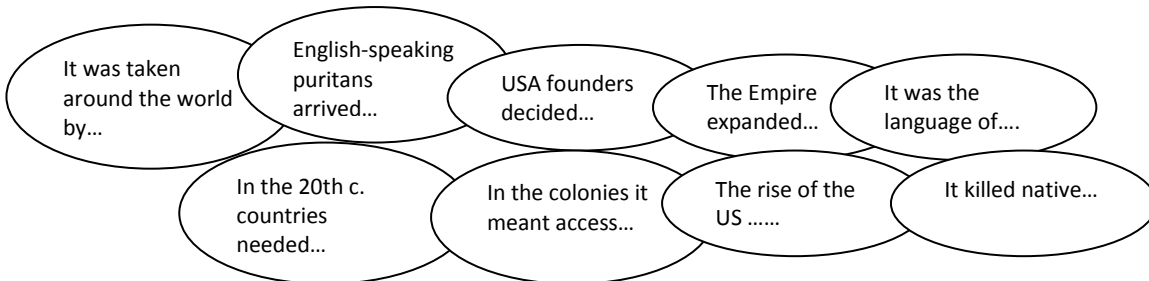 It was taken
around the world
by…
English-speaking
puritans
arrived…
USA founders
decided…
The Empire
expanded…
It was the
language of….
In the 20th c.
countries
needed…
In the colonies it
meant access…
The rise of the
US ……
It killed native…